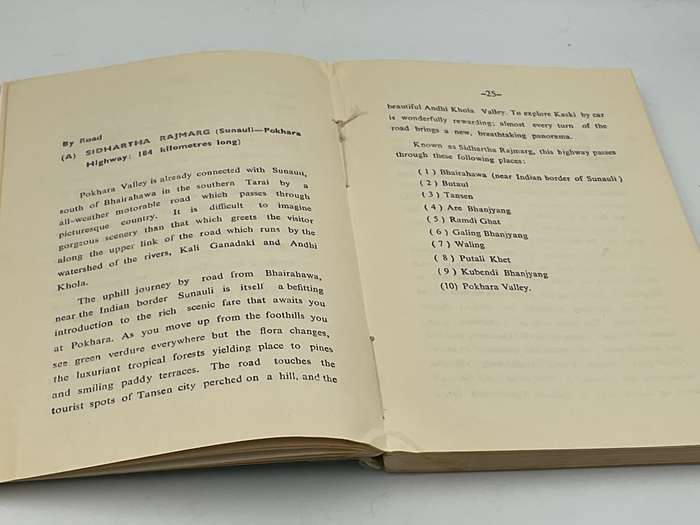 By Road
(A) SIDHARTHA RAJMARG (Sunauli—Pokhara
Highway: 184 kilometres long)
Pokhara Valley is already connected with Sunaun,
south of Bhairahawa in the southern Tarai by a
all-weather motorable road which passes through
picturesque country. It is difficult to imagine
gorgeous scenery than that which greets the visitor
along the upper link of the road which runs by the
watershed of the rivers, Kali Ganadaki and Andhi
Khola.
The uphill journey by road from Bhairahawa,
near the Indian border Sunauli is itself a befitting
introduction to the rich scenic fare that awaits you
at Pokhara. As you move up from the foothills you
see green verdure everywhere but the flora changes,
the luxuriant tropical forests yielding place to pines
and smiling paddy terraces. The road touches the
tourist spots of Tansen city perched on a hill, and the
-25-
beautiful Andhi Khola Valley. To explore Kaski by car
is wonderfully rewarding; almost every turn of the
road brings a new, breathtaking panorama.
Known as Sidhartha Rajmarg, this highway passes
through these following places:
( 1 ) Bhairahawa (near Indian border of Sunauli )
( 2 ) Butaul
( 3 ) Tansen
( 4 ) Are Bhanjyang
( 5 ) Ramdi Ghat
( 6 ) Galing Bhanjyang
( 7 ) Waling
( 8 ) Putali Khet
( 9 ) Kubendi Bhanjyang
(10) Pokhara Valley.